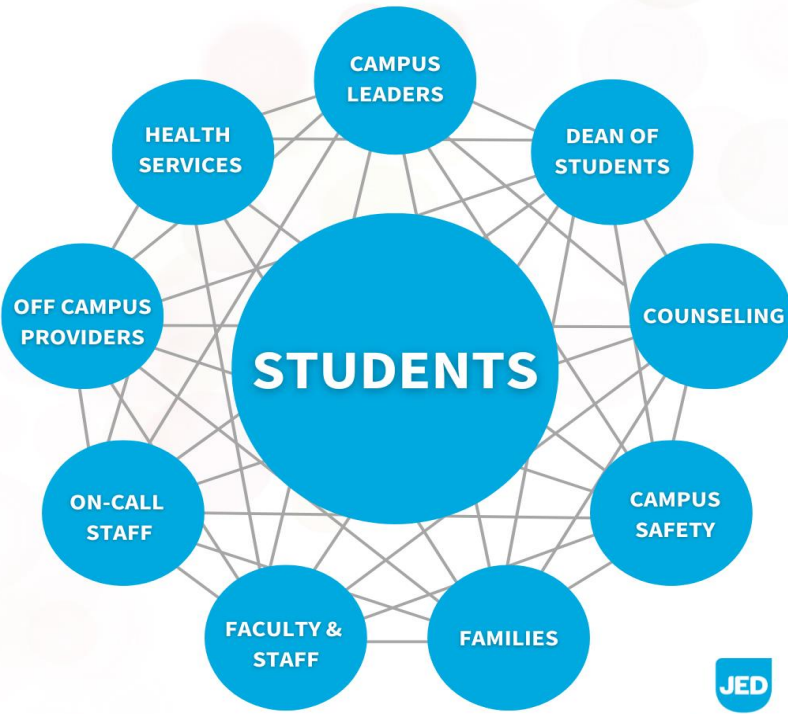 CAMPUS
LEADERS
HEALTH
SERVICES
DEAN OF
STUDENTS
OFF CAMPUS
PROVIDERS
COUNSELING
STUDENTS
ON-CALL
STAFF
CAMPUS
SAFETY
FACULTY &
STAFF
FAMILIES
JED